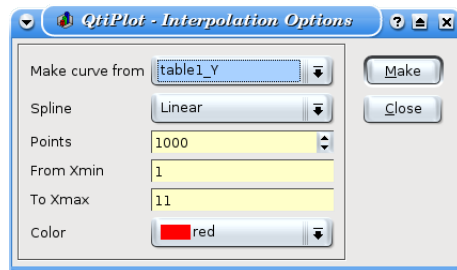 QtiPlot - Interpolation Options
Make curve from table1_Y
Make
Spline Linear
Close
Points 1000
From Xmin 1
To Xmax 11
Color red